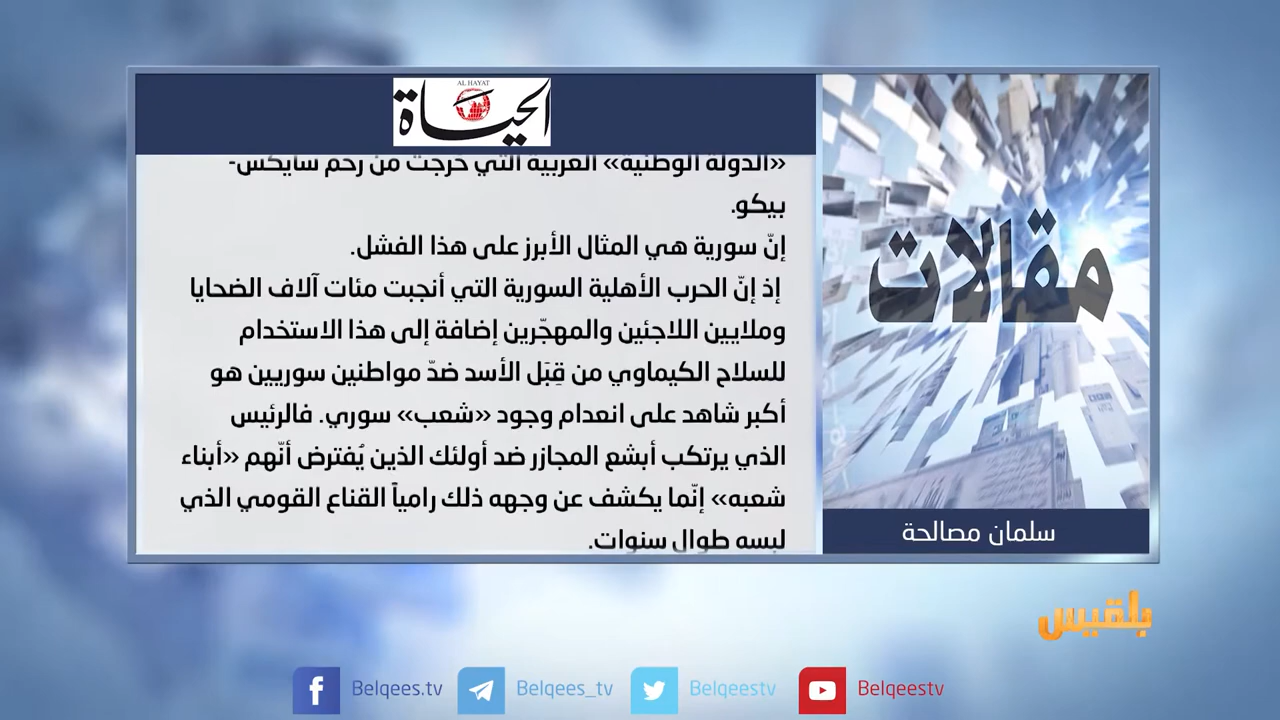 AL HAYAT
الحياة
«الدولة الوطنية» العربية التي خرجت من رحم سايكس-
بيكو.
إنّ سورية هي المثال الأبرز على هذا الفشل.
إذ إنّ الحرب الأهلية السورية التي أنجبت مئات آلاف الضحايا
وملايين اللاجئين والمهجّرين إضافة إلى هذا الاستخدام
للسلاح الكيماوي من قِبَل الأسد ضدّ مواطنين سوريين هو
أكبر شاهد على انعدام وجود «شعب» سوري. فالرئيس
الذي يرتكب أبشع المجازر ضد أولئك الذين يُفترض أنّهم «أبناء
شعبه» إنّما يكشف عن وجهه ذلك رامياً القناع القومي الذي
لبسه طوال سنوات.
مقالات
سلمان مصالحة
بلقيس
Belqees.tv
Belqees_tv
Belqeestv
Belqeestv